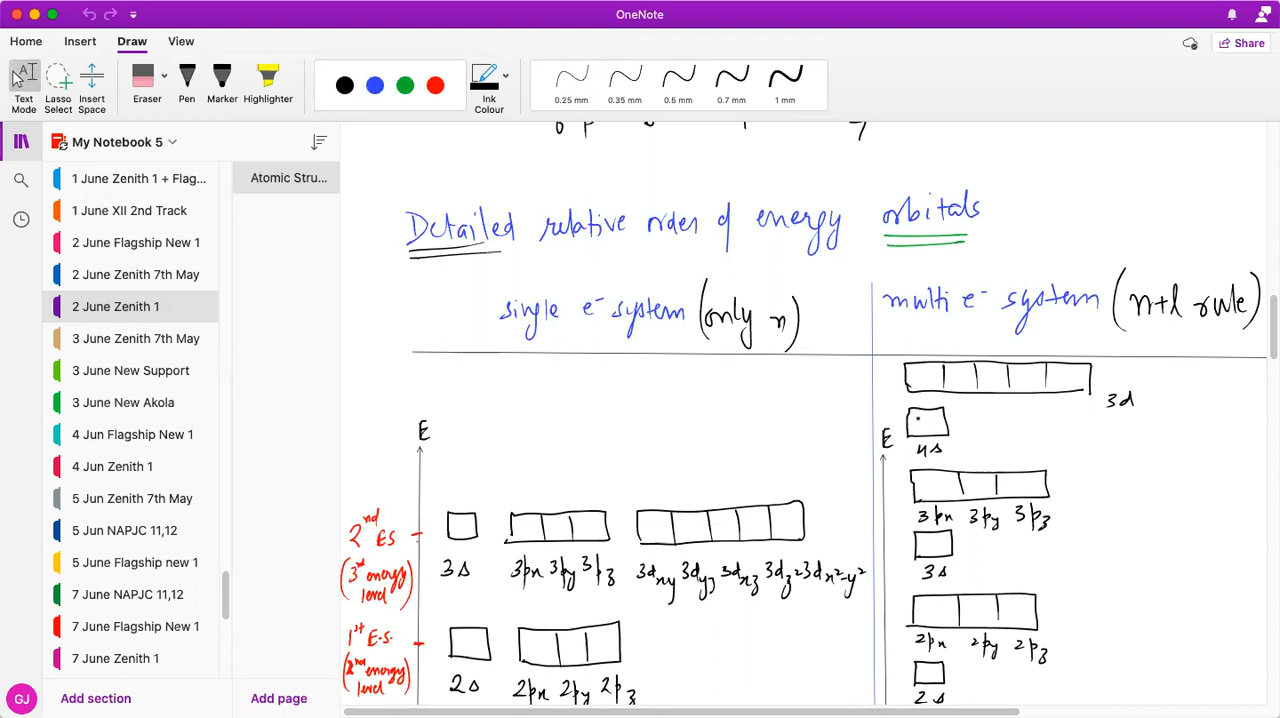 OneNote
Home Insert Draw View
Share
Text Mode
Lasso Select
Insert Space
Eraser
Pen
Marker
Highlighter
Ink Colour
0.25 mm 0.35 mm 0.5 mm 0.7 mm 1 mm
My Notebook 5
1 June Zenith 1 + Flag...
1 June XII 2nd Track
2 June Flagship New 1
2 June Zenith 7th May
2 June Zenith 1
3 June Zenith 7th May
3 June New Support
3 June New Akola
4 Jun Flagship New 1
4 Jun Zenith 1
5 Jun Zenith 7th May
5 Jun NAPJC 11,12
5 June Flagship new 1
7 June NAPJC 11,12
7 June Flagship New 1
7 June Zenith 1
GJ
Add section
Atomic Stru...
Add page
Detailed relative order of energy orbitals
single e⁻ system (only n)
multi e⁻ system (n+l rule)
E
2nd ES
(3rd energy level)
3s 3px 3py 3pz 3dxy 3dyz 3dxz 3dz² 3dx²-y²
1st E.S.
(2nd energy level)
2s 2px 2py 2pz
3d
E
4s
3px 3py 3pz
3s
2px 2py 2pz
2s